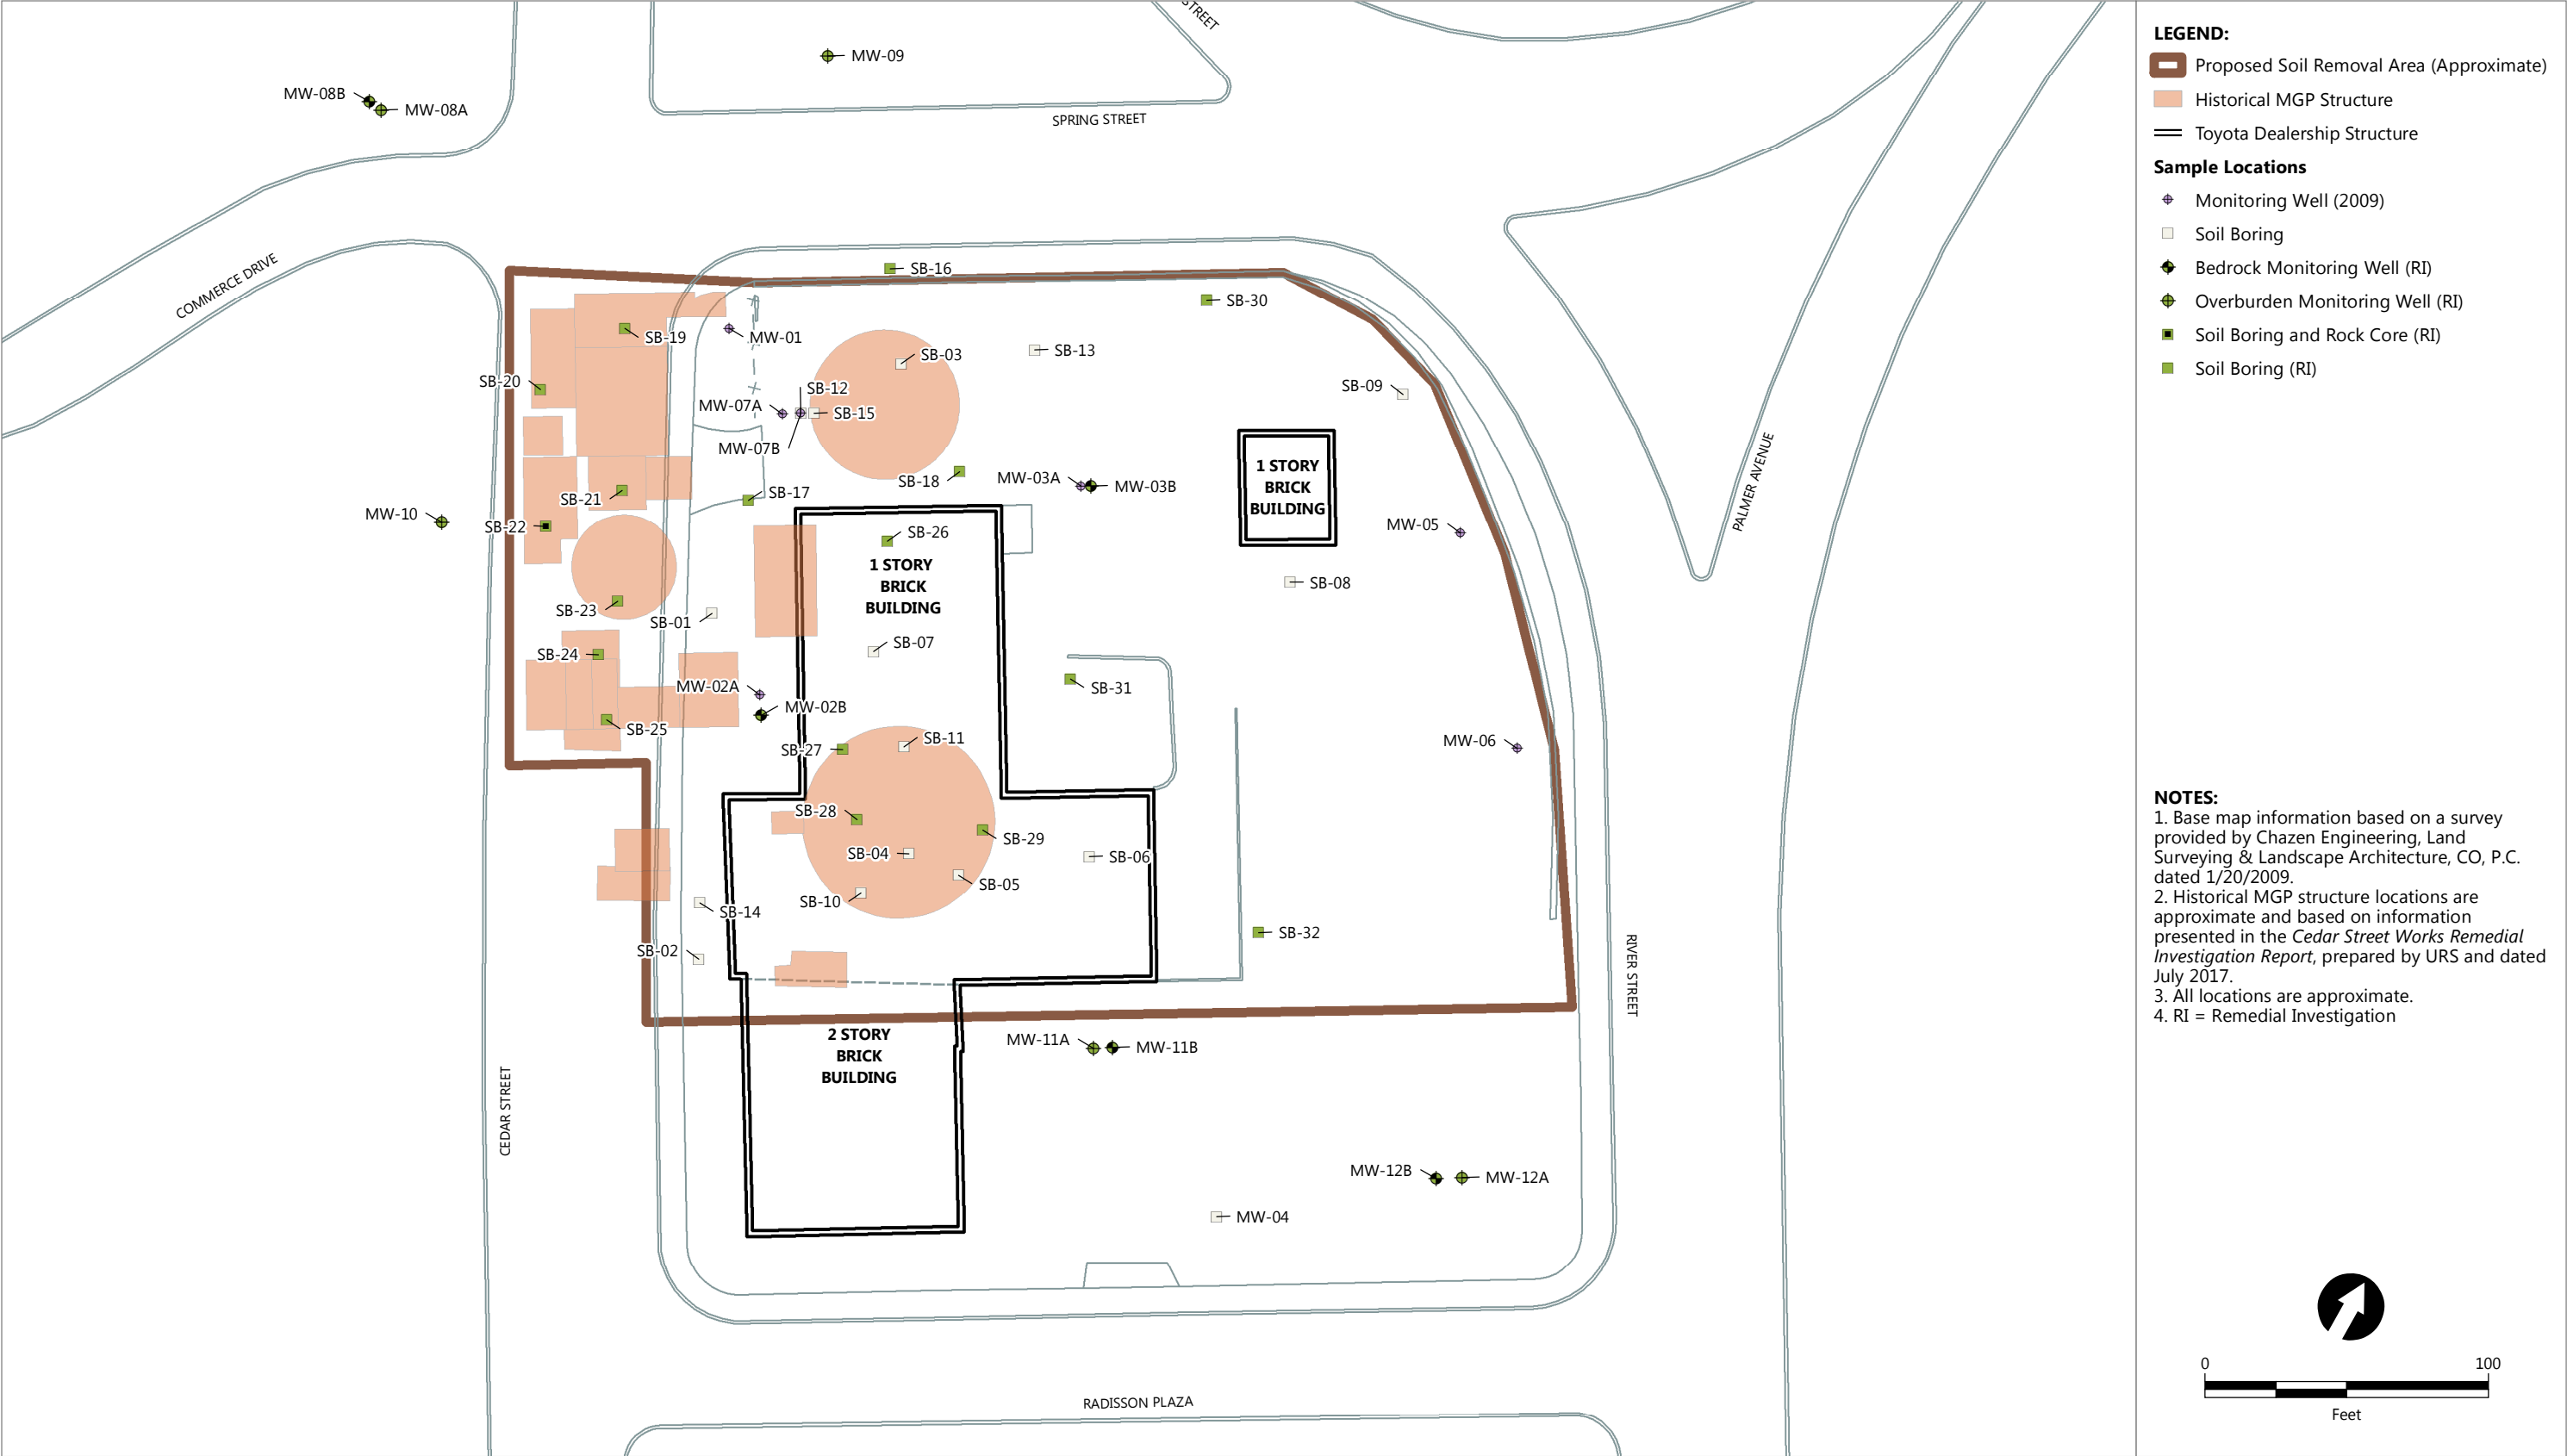 STREET
MW-09
MW-08B
MW-08A
SPRING STREET
COMMERCE DRIVE
SB-16
SB-30
SB-19
MW-01
SB-03
SB-13
SB-20
SB-12
SB-09
MW-07A
SB-15
MW-07B
1 STORY
BRICK
BUILDING
SB-18
MW-03A
MW-03B
SB-21
SB-17
PALMER AVENUE
MW-10
SB-22
MW-05
SB-26
1 STORY
BRICK
BUILDING
SB-08
SB-23
SB-01
SB-07
SB-24
MW-02A
SB-31
MW-02B
SB-25
SB-27
SB-11
MW-06
SB-28
SB-29
SB-04
SB-06
SB-05
SB-10
SB-14
SB-32
SB-02
RIVER STREET
2 STORY
BRICK
BUILDING
MW-11A
MW-11B
CEDAR STREET
MW-12B
MW-12A
MW-04
RADISSON PLAZA
LEGEND:
Proposed Soil Removal Area (Approximate)
Historical MGP Structure
Toyota Dealership Structure
Sample Locations
Monitoring Well (2009)
Soil Boring
Bedrock Monitoring Well (RI)
Overburden Monitoring Well (RI)
Soil Boring and Rock Core (RI)
Soil Boring (RI)
NOTES:
1. Base map information based on a survey
provided by Chazen Engineering, Land
Surveying & Landscape Architecture, CO, P.C.
dated 1/20/2009.
2. Historical MGP structure locations are
approximate and based on information
presented in the Cedar Street Works Remedial
Investigation Report, prepared by URS and dated
July 2017.
3. All locations are approximate.
4. RI = Remedial Investigation
0 100
Feet